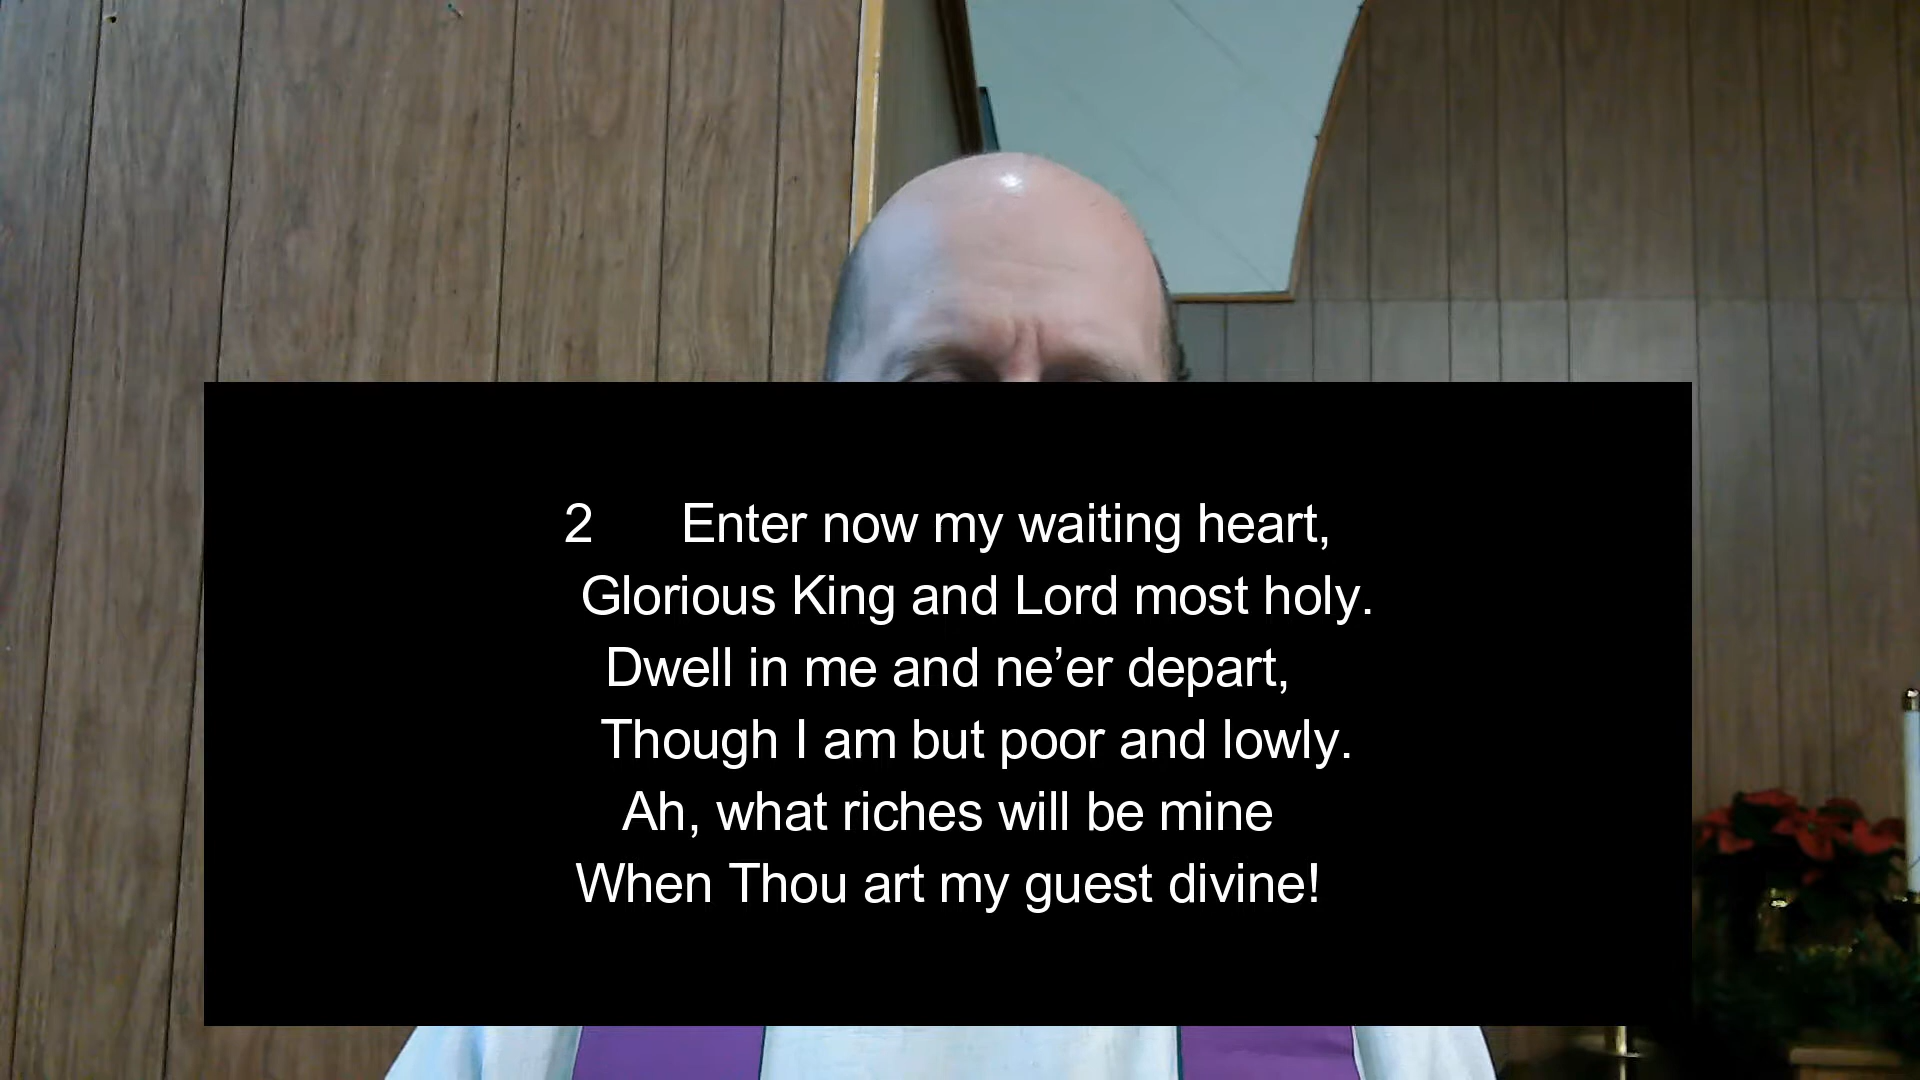 2 Enter now my waiting heart,
Glorious King and Lord most holy.
Dwell in me and ne’er depart,
Though I am but poor and lowly.
Ah, what riches will be mine
When Thou art my guest divine!